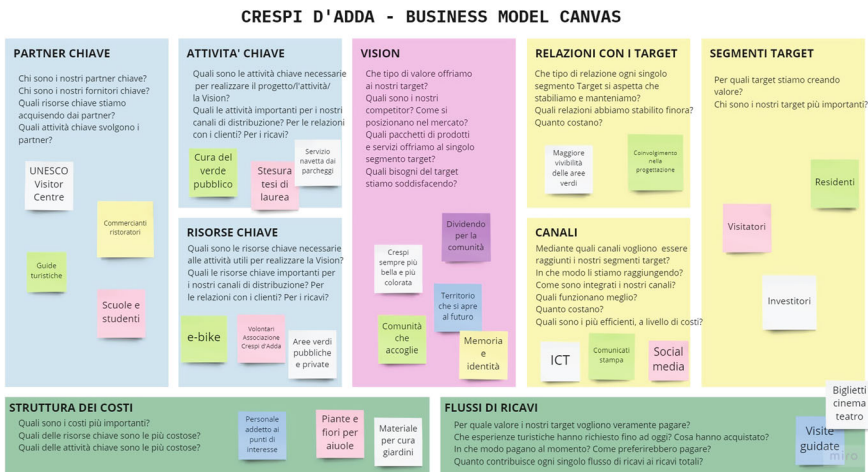 CRESPI D'ADDA - BUSINESS MODEL CANVAS
PARTNER CHIAVE
Chi sono i nostri partner chiave?
Chi sono i nostri fornitori chiave?
Quali risorse chiave stiamo
acquisendo dai partner?
Quali attività chiave svolgono i
partner?
UNESCO
Visitor
Centre
Commercianti
ristoratori
Guide
turistiche
Scuole e
studenti
ATTIVITA' CHIAVE
Quali sono le attività chiave necessarie
per realizzare il progetto/l'attività/
la Vision?
Quali le attività importanti per i nostri
canali di distribuzione? Per le relazioni
con i clienti? Per i ricavi?
Cura del
verde
pubblico
Stesura
tesi di
laurea
Servizio
navetta dai
parcheggi
RISORSE CHIAVE
Quali sono le risorse chiave necessarie
alle attività utili per realizzare la Vision?
Quali le risorse chiave importanti per
i nostri canali di distribuzione? Per
le relazioni con i clienti? Per i ricavi?
e-bike
Volontari
Associazione
Crespi d'Adda
Aree verdi
pubbliche
e private
VISION
Che tipo di valore offriamo
ai nostri target?
Quali sono i nostri
competitor? Come si
posizionano nel mercato?
Quali pacchetti di prodotti
e servizi offriamo al singolo
segmento target?
Quali bisogni del target
stiamo soddisfacendo?
Dividendo
per la
comunità
Crespi
sempre più
bella e più
colorata
Territorio
che si apre
al futuro
Comunità
che
accoglie
Memoria
e
identità
RELAZIONI CON I TARGET
Che tipo di relazione ogni singolo
segmento Target si aspetta che
stabiliamo e manteniamo?
Quali relazioni abbiamo stabilito finora?
Quanto costano?
Maggiore
vivibilità
delle aree
verdi
Coinvolgimento
nella
progettazione
CANALI
Mediante quali canali vogliono essere
raggiunti i nostri segmenti target?
In che modo li stiamo raggiungendo?
Come sono integrati i nostri canali?
Quali funzionano meglio?
Quanto costano?
Quali sono i più efficienti, a livello di costi?
ICT
Comunicati
stampa
Social
media
SEGMENTI TARGET
Per quali target stiamo creando
valore?
Chi sono i nostri target più importanti?
Residenti
Visitatori
Investitori
STRUTTURA DEI COSTI
Quali sono i costi più importanti?
Quali delle risorse chiave sono le più costose?
Quali delle attività chiave sono le più costose?
Personale
addetto ai
punti di
interesse
Piante e
fiori per
aiuole
Materiale
per cura
giardini
FLUSSI DI RICAVI
Per quale valore i nostri target vogliono veramente pagare?
Che esperienze turistiche hanno richiesto fino ad oggi? Cosa hanno acquistato?
In che modo pagano al momento? Come preferirebbero pagare?
Quanto contribuisce ogni singolo flusso di ricavi ai ricavi totali?
Biglietti
cinema
teatro
Visite
guidate
miro